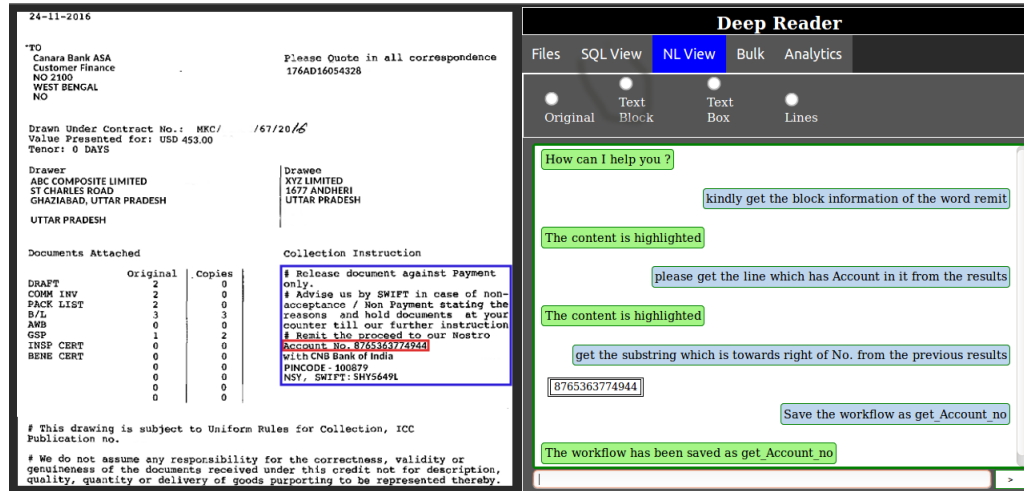 24-11-2016
"TO
Canara Bank ASA
Customer Finance
NO 2100
WEST BENGAL
NO
Please Quote in all correspondence
176AD16054328
Drawn Under Contract No.: MKC/ /67/2016
Value Presented for: USD 453.00
Tenor: 0 DAYS
Drawer
ABC COMPOSITE LIMITED
ST CHARLES ROAD
GHAZIABAD, UTTAR PRADESH
UTTAR PRADESH
Drawee
XYZ LIMITED
1677 ANDHERI
UTTAR PRADESH
Documents Attached
Original Copies
DRAFT 2 0
COMM INV 2 0
PACK LIST 2 0
B/L 3 3
AWB 0 0
GSP 1 2
INSP CERT 0 0
BENE CERT 0 0
0 0
0 0
0 0
0 0
Collection Instruction
# Release document against Payment
only.
# Advise us by SWIFT in case of non-
acceptance / Non Payment stating the
reasons and hold documents at your
counter till our further instruction
# Remit the proceed to our Nostro
Account No. 8765363774944
with CNB Bank of India
PINCODE - 100879
NSY, SWIFT: SHY5649L
# This drawing is subject to Uniform Rules for Collection, ICC
Publication no.
# We do not assume any responsibility for the correctness, validity or
genuineness of the documents received under this credit not for description,
quality, quantity or delivery of goods purporting to be represented thereby.
Deep Reader
Files SQL View NL View Bulk Analytics
Original
Text
Block
Text
Box
Lines
How can I help you ?
kindly get the block information of the word remit
The content is highlighted
please get the line which has Account in it from the results
The content is highlighted
get the substring which is towards right of No. from the previous results
8765363774944
Save the workflow as get_Account_no
The workflow has been saved as get_Account_no
>